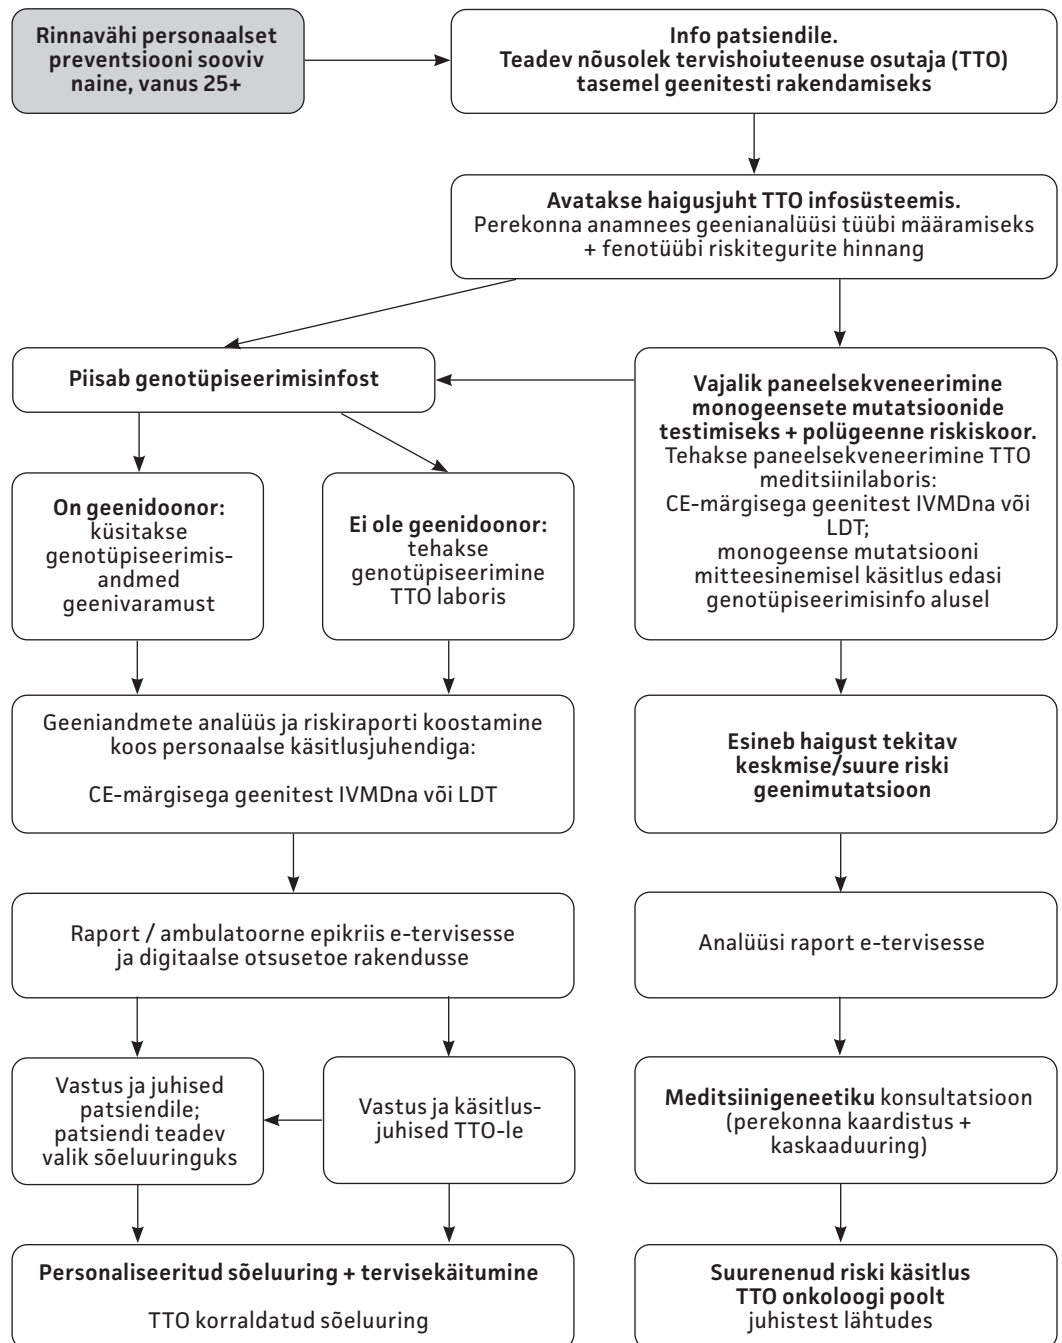 Rinnavähi personaalset
preventsiooni sooviv
naine, vanus 25+
Info patsiendile.
Teadev nõusolek tervishoiuteenuse osutaja (TTO)
tasemel geenitesti rakendamiseks
Avatakse haigusjuht TTO infosüsteemis.
Perekonna anamnees geenianalüüsi tüübi määramiseks
+ fenotüübi riskitegurite hinnang
Piisab genotüpiseerimisinfost
Vajalik paneelsekveneerimine
monogeensete mutatsioonide
testimiseks + polügeenne riskiskoor.
Tehakse paneelsekveneerimine TTO
meditsiinilaboris:
CE-märgisega geenitest IVMDna või
LDT;
monogeense mutatsiooni
mitteesinemisel käsitlus edasi
genotüpiseerimisinfo alusel
On geenidoonor:
küsitakse
genotüpiseerimis-
andmed
geenivaramust
Ei ole geenidoonor:
tehakse
genotüpiseerimine
TTO laboris
Geeniandmete analüüs ja riskiraporti koostamine
koos personaalse käsitlusjuhendiga:
CE-märgisega geenitest IVMDna või LDT
Esineb haigust tekitav
keskmise/suure riski
geenimutatsioon
Raport / ambulatoorne epikriis e-tervisesse
ja digitaalse otsusetoe rakendusse
Analüüsi raport e-tervisesse
Vastus ja juhised
patsiendile;
patsiendi teadev
valik sõeluuringuks
Vastus ja käsitlus-
juhised TTO-le
Meditsiinigeneetiku konsultatsioon
(perekonna kaardistus +
kaskaaduuring)
Personaliseeritud sõeluuring + tervisekäitumine
TTO korraldatud sõeluuring
Suurenenud riski käsitlus
TTO onkoloogi poolt
juhistest lähtudes